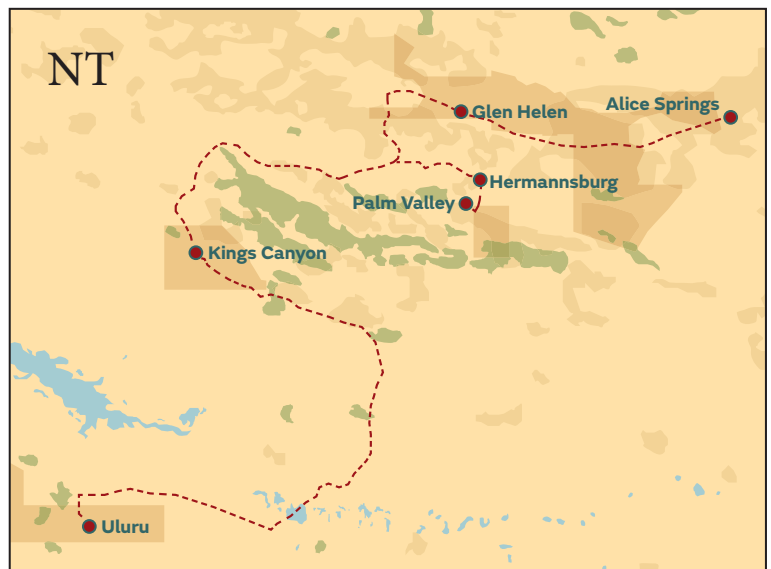 NT
Alice Springs
Glen Helen
Hermannsburg
Palm Valley
Kings Canyon
Uluru